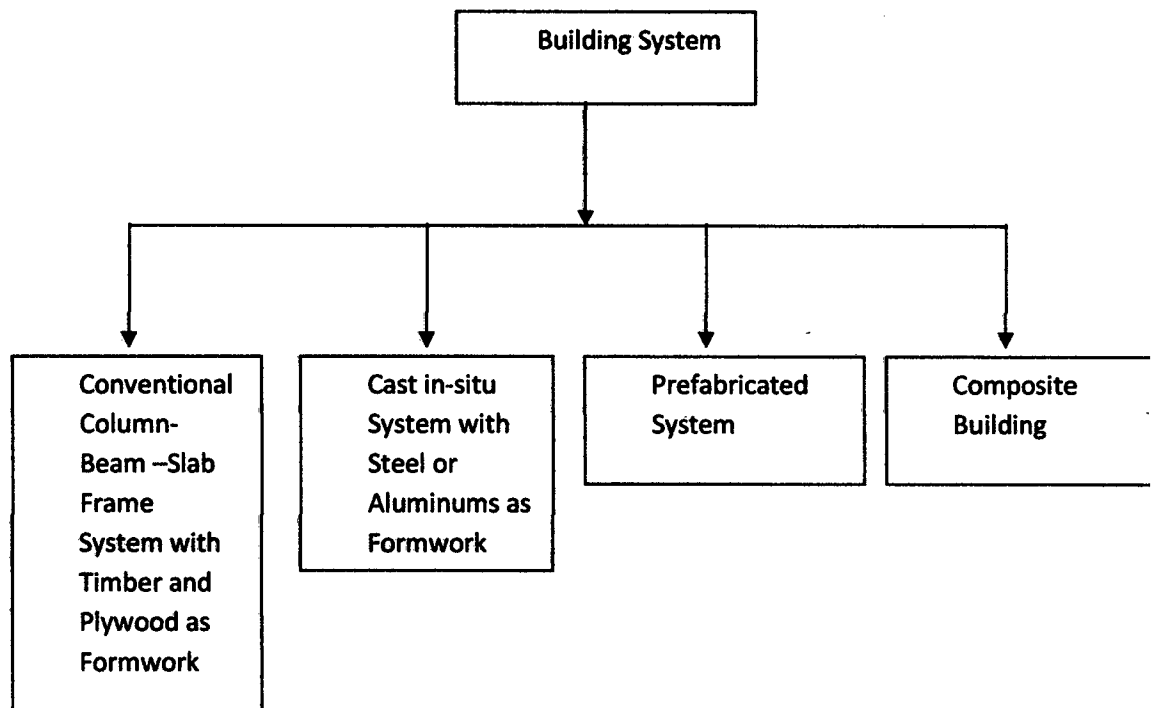 Building System
Conventional
Column-
Beam –Slab
Frame
System with
Timber and
Plywood as
Formwork
Cast in-situ
System with
Steel or
Aluminums as
Formwork
Prefabricated
System
Composite
Building